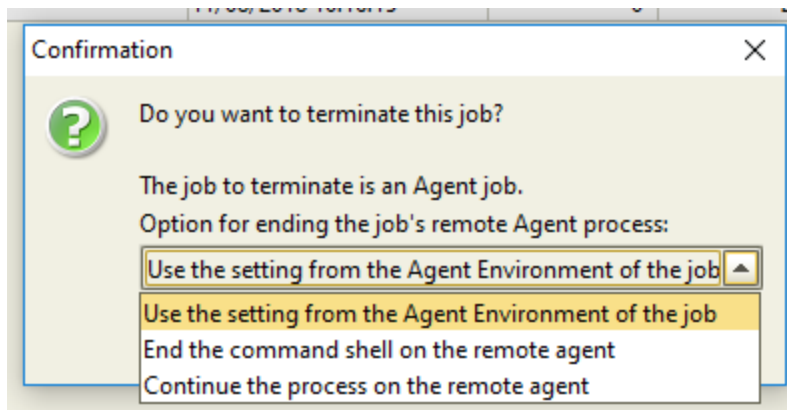 Confirmation
Do you want to terminate this job?
The job to terminate is an Agent job.
Option for ending the job's remote Agent process:
Use the setting from the Agent Environment of the job
Use the setting from the Agent Environment of the job
End the command shell on the remote agent
Continue the process on the remote agent